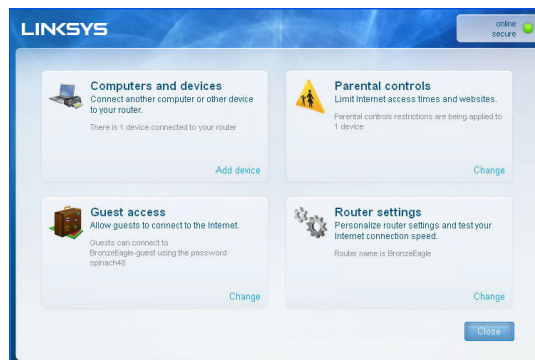 LINKSYS
online
secure
Computers and devices
Connect another computer or other device
to your router.
There is 1 device connected to your router
Add device
Parental controls
Limit Internet access times and websites.
Parental controls restrictions are being applied to
1 device
Change
Guest access
Allow guests to connect to the Internet.
Guests can connect to
BronzeEagle-guest using the password
spinach48
Change
Router settings
Personalize router settings and test your
Internet connection speed.
Router name is BronzeEagle
Change
Close